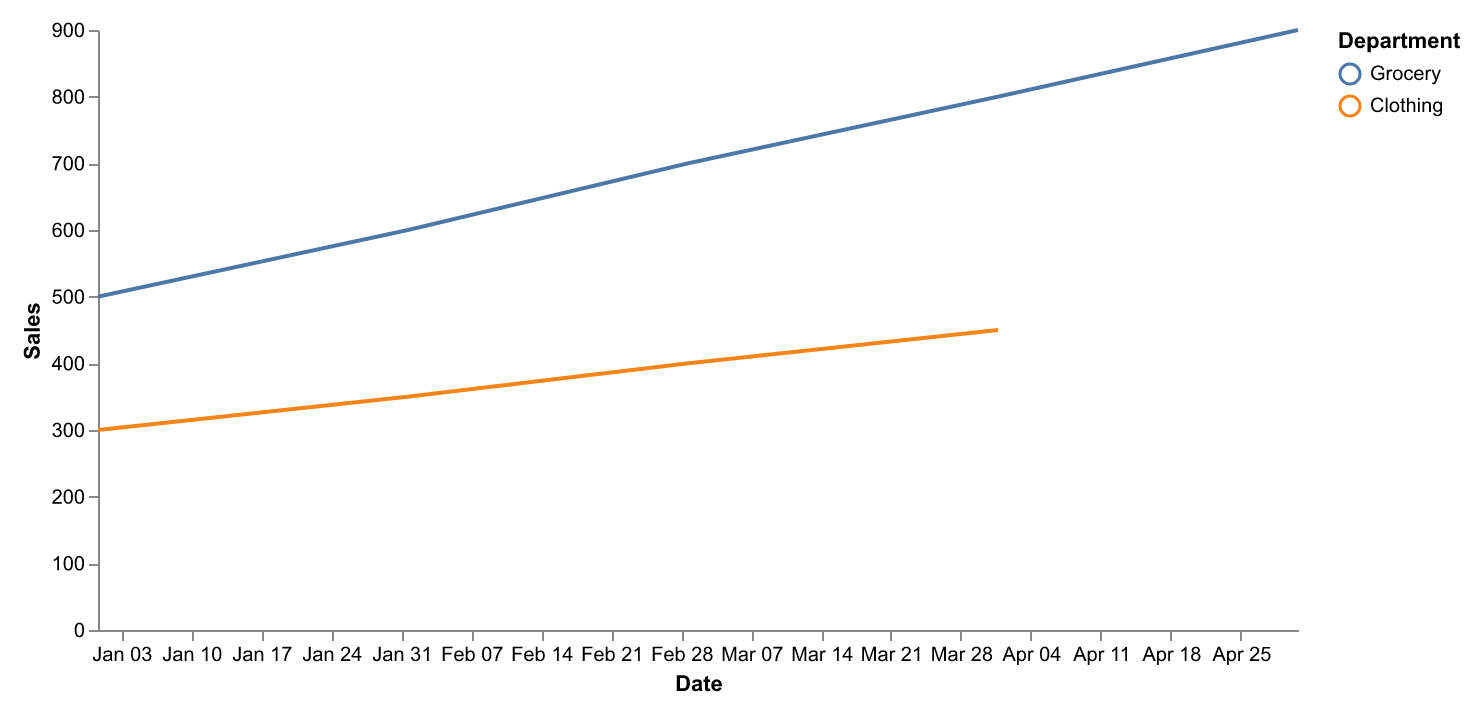 900
800
700
600
500
400
300
200
100
0
Sales
Jan 03 Jan 10 Jan 17 Jan 24 Jan 31 Feb 07 Feb 14 Feb 21 Feb 28 Mar 07 Mar 14 Mar 21 Mar 28 Apr 04 Apr 11 Apr 18 Apr 25
Date
Department
Grocery
Clothing